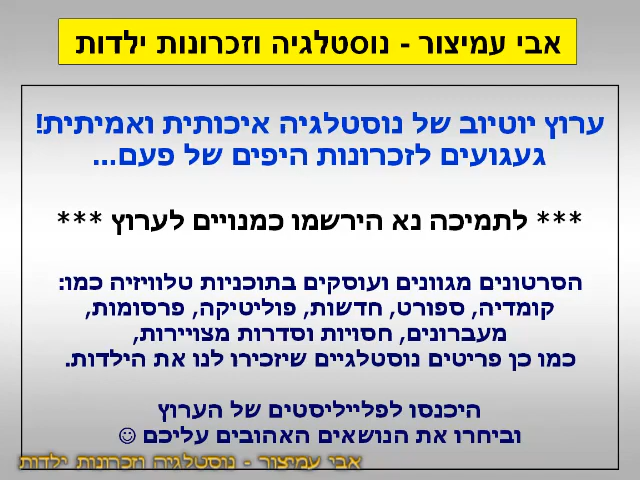 אבי עמיצור - נוסטלגיה וזכרונות ילדות
ערוץ יוטיוב של נוסטלגיה איכותית ואמיתית!
געגועים לזכרונות היפים של פעם...
*** לתמיכה נא הירשמו כמנויים לערוץ ***
הסרטונים מגוונים ועוסקים בתוכניות טלוויזיה כמו:
קומדיה, ספורט, חדשות, פוליטיקה, פרסומות,
מעברונים, חסויות וסדרות מצויירות,
כמו כן פריטים נוסטלגיים שיזכירו לנו את הילדות.
היכנסו לפלייליסטים של הערוץ
וביחרו את הנושאים האהובים עליכם ☺
אבי עמיצור - נוסטלגיה וזכרונות ילדות